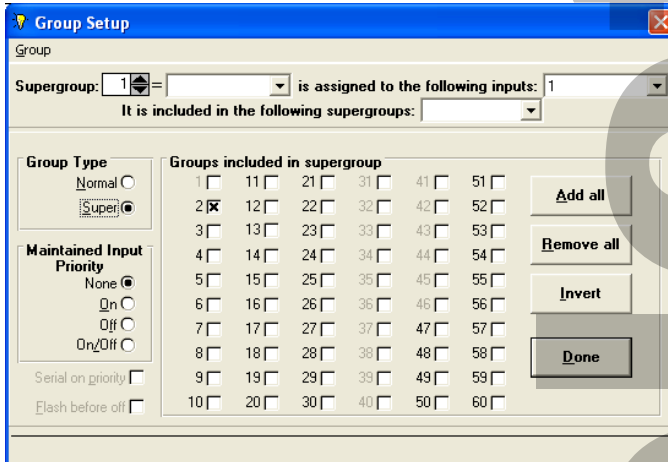 Group Setup
Group
Supergroup: 1 = is assigned to the following inputs: 1
It is included in the following supergroups:
Group Type
Normal
Super
Maintained Input
Priority
None
On
Off
On/Off
Serial on priority
Flash before off
Groups included in supergroup
1 11 21 31 41 51
2 12 22 32 42 52
3 13 23 33 43 53
4 14 24 34 44 54
5 15 25 35 45 55
6 16 26 36 46 56
7 17 27 37 47 57
8 18 28 38 48 58
9 19 29 39 49 59
10 20 30 40 50 60
Add all
Remove all
Invert
Done